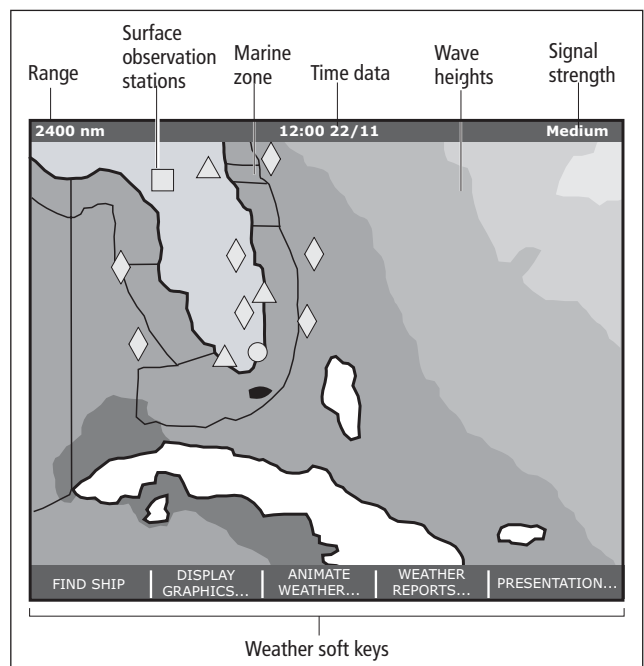 Range
Surface
observation
stations
Marine
zone
Time data
Wave
heights
Signal
strength
2400 nm
12:00 22/11
Medium
FIND SHIP
DISPLAY
GRAPHICS...
ANIMATE
WEATHER...
WEATHER
REPORTS...
PRESENTATION...
Weather soft keys